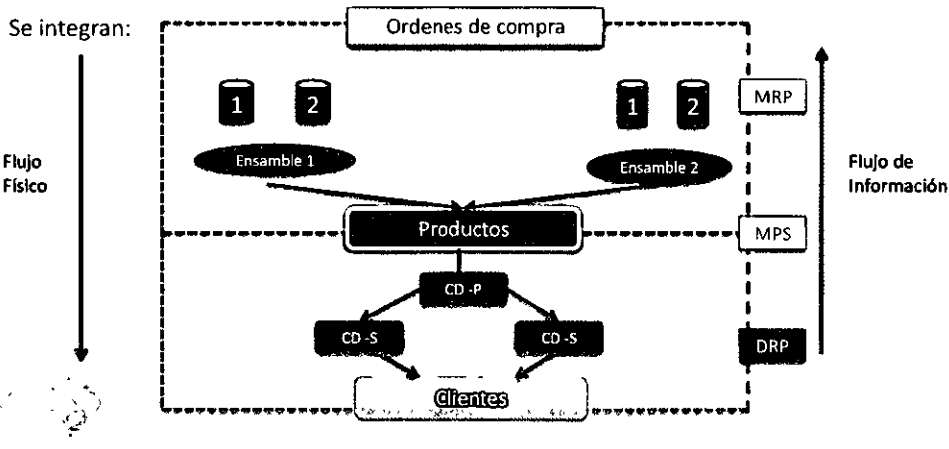 Se integran:
Ordenes de compra
1
2
1
2
MRP
Ensamble 1
Ensamble 2
Flujo
Físico
Flujo de
Información
Productos
MPS
CD -P
CD -S
CD -S
DRP
Clientes